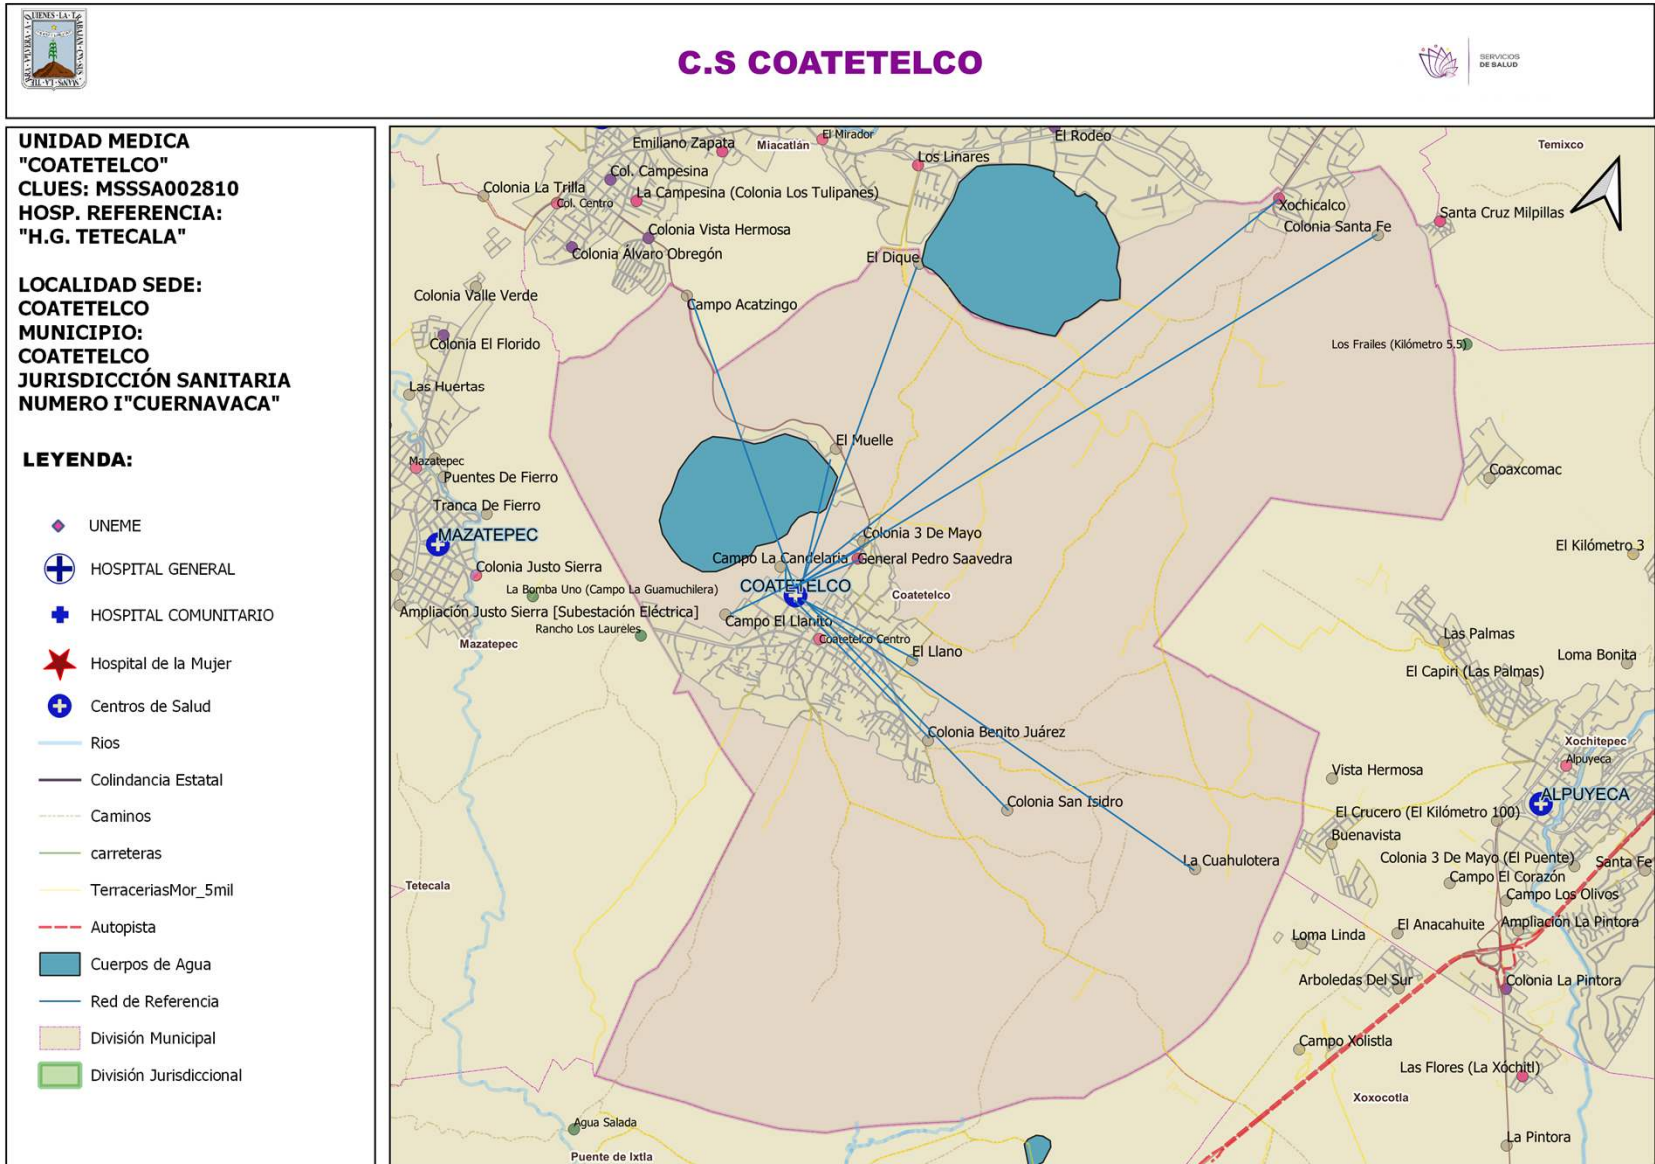 C.S COATETELCO
SERVICIOS
DE SALUD
UNIDAD MEDICA
"COATETELCO"
CLUES: MSSSA002810
HOSP. REFERENCIA:
"H.G. TETECALA"
LOCALIDAD SEDE:
COATETELCO
MUNICIPIO:
COATETELCO
JURISDICCIÓN SANITARIA
NUMERO I"CUERNAVACA"
LEYENDA:
UNEME
HOSPITAL GENERAL
HOSPITAL COMUNITARIO
Hospital de la Mujer
Centros de Salud
Rios
Colindancia Estatal
Caminos
carreteras
TerraceriasMor_5mil
Autopista
Cuerpos de Agua
Red de Referencia
División Municipal
División Jurisdiccional
El Mirador
El Rodeo
Emiliano Zapata
Miacatlán
Temixco
Los Linares
Col. Campesina
Colonia La Trilla
La Campesina (Colonia Los Tulipanes)
Col. Centro
Xochicalco
Santa Cruz Milpillas
Colonia Santa Fe
Colonia Vista Hermosa
Colonia Álvaro Obregón
El Dique
Colonia Valle Verde
Campo Acatzingo
Colonia El Florido
Los Frailes (Kilómetro 5.5)
Las Huertas
El Muelle
Mazatepec
Puentes De Fierro
Coaxcomac
Tranca De Fierro
MAZATEPEC
Colonia 3 De Mayo
El Kilómetro 3
Campo La Candelaria
General Pedro Saavedra
Colonia Justo Sierra
COATETELCO
La Bomba Uno (Campo La Guamuchilera)
Coatetelco
Ampliación Justo Sierra [Subestación Eléctrica]
Campo El Llanito
Rancho Los Laureles
Mazatepec
Coatetelco Centro
Las Palmas
El Llano
Loma Bonita
El Capiri (Las Palmas)
Colonia Benito Juárez
Xochitepec
Alpuyeca
Vista Hermosa
ALPUYECA
Colonia San Isidro
El Crucero (El Kilómetro 100)
Buenavista
La Cuahulotera
Colonia 3 De Mayo (El Puente)
Santa Fe
Campo El Corazón
Tetecala
Campo Los Olivos
El Anacahuite
Ampliación La Pintora
Loma Linda
Arboledas Del Sur
Colonia La Pintora
Campo Xolistla
Las Flores (La Xóchitl)
Xoxocotla
Agua Salada
La Pintora
Puente de Ixtla